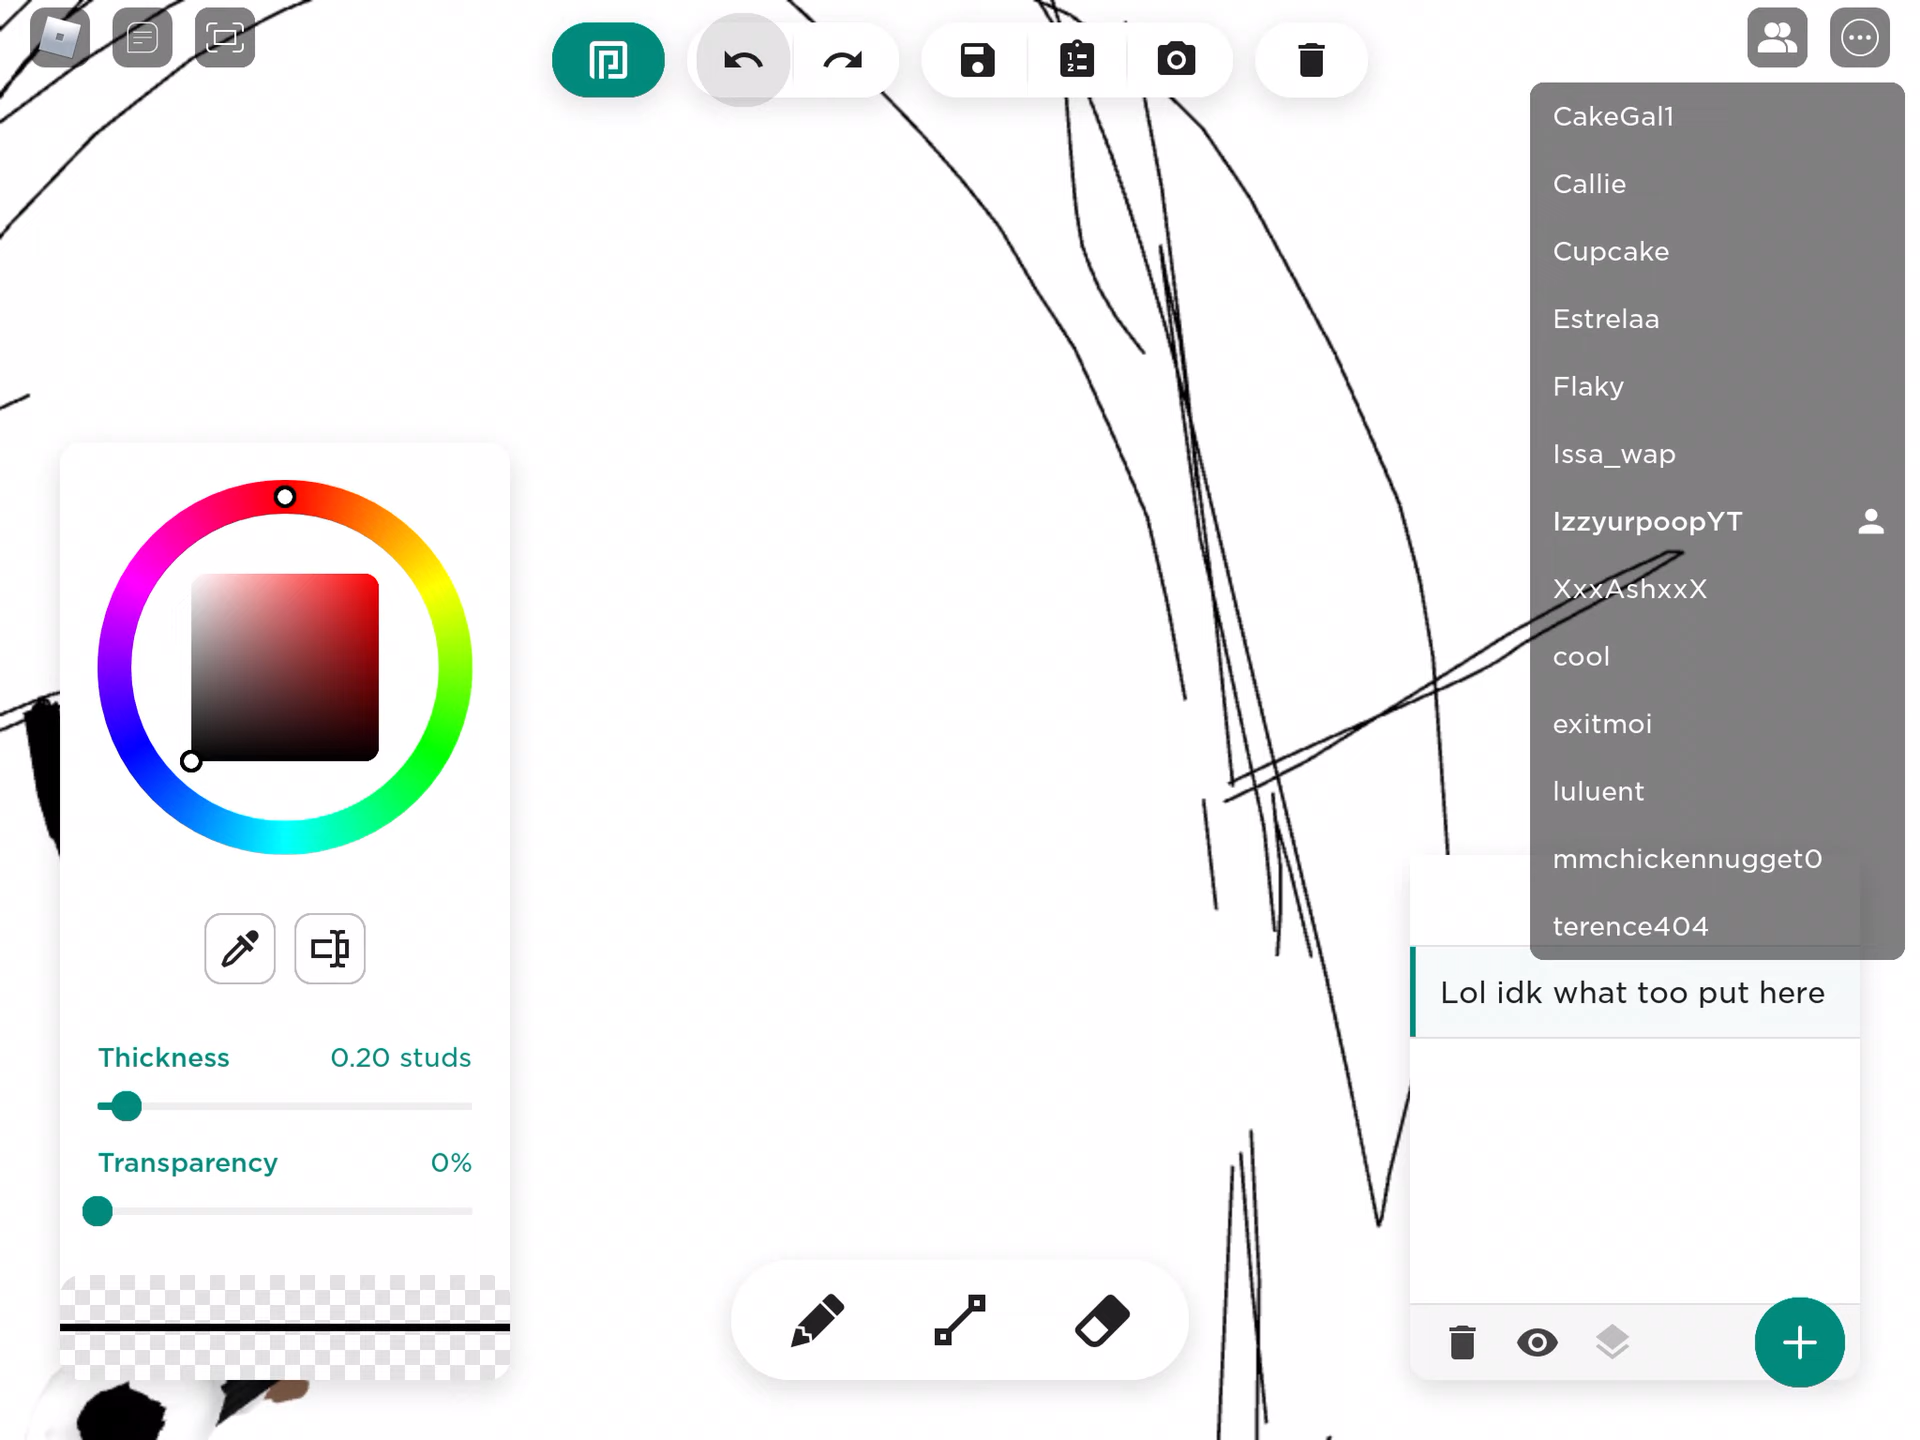 CakeGal1
Callie
Cupcake
Estrelaa
Flaky
Issa_wap
IzzyurpoopYT
XxxAshxxX
cool
exitmoi
luluent
mmchickennugget0
terence404
Lol idk what too put here
Thickness 0.20 studs
Transparency 0%